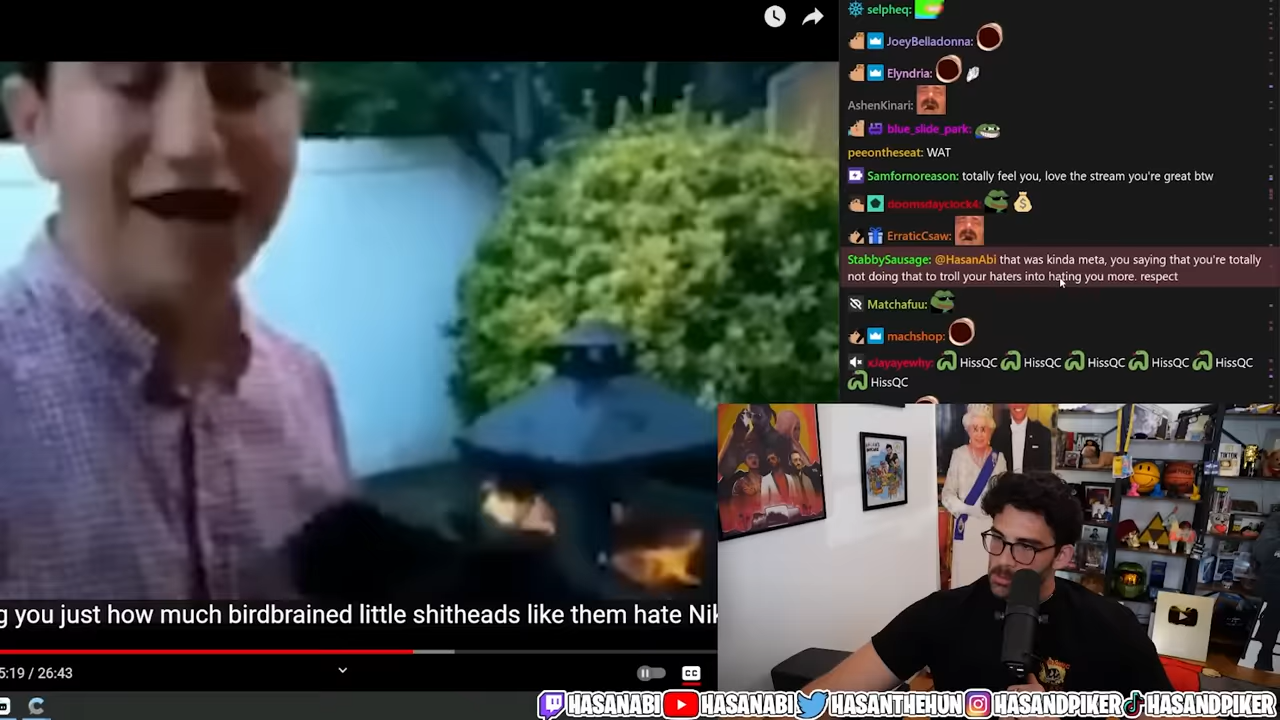 selpheq:
JoeyBelladonna:
Elyndria:
AshenKinari:
blue_slide_park:
peeontheseat: WAT
Samfornoreason: totally feel you, love the stream you're great btw
doomsdayclock4:
ErraticCsaw:
StabbySausage: @HasanAbi that was kinda meta, you saying that you're totally
not doing that to troll your haters into hating you more. respect
Matchafuu:
machshop:
xJayayewhy: HissQC HissQC HissQC HissQC HissQC
HissQC
g you just how much birdbrained little shitheads like them hate Nik
5:19 / 26:43
CC
HASANABI HASANABI HASANTHEHUN HASANDPIKER HASANDPIKER